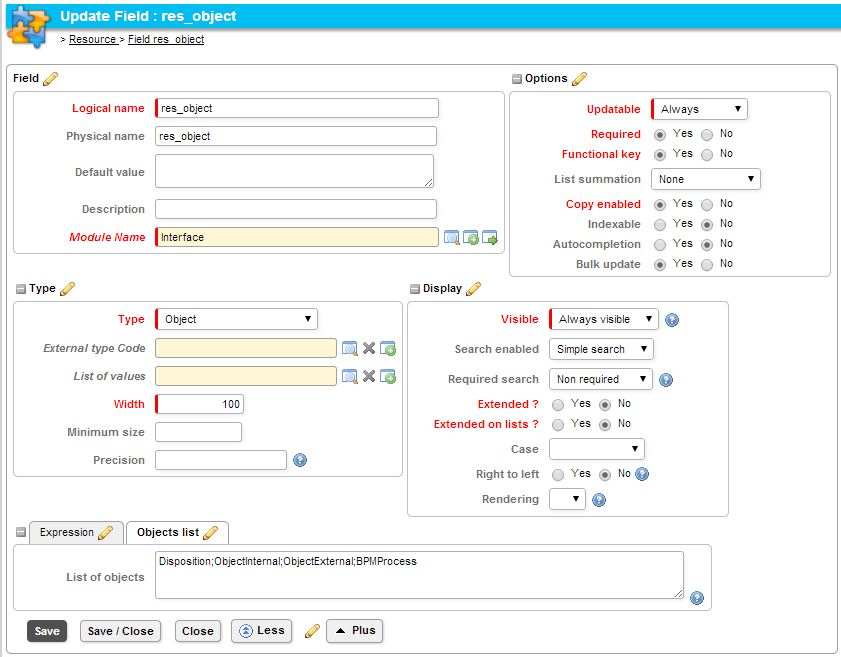 Update Field : res_object
> Resource > Field res_object
Field
Logical name res_object
Physical name res_object
Default value
Description
Module Name Interface
Options
Updatable Always
Required Yes No
Functional key Yes No
List summation None
Copy enabled Yes No
Indexable Yes No
Autocompletion Yes No
Bulk update Yes No
Type
Type Object
External type Code
List of values
Width 100
Minimum size
Precision
Display
Visible Always visible
Search enabled Simple search
Required search Non required
Extended ? Yes No
Extended on lists ? Yes No
Case
Right to left Yes No
Rendering
Expression Objects list
List of objects Disposition;ObjectInternal;ObjectExternal;BPMProcess
Save Save / Close Close Less Plus